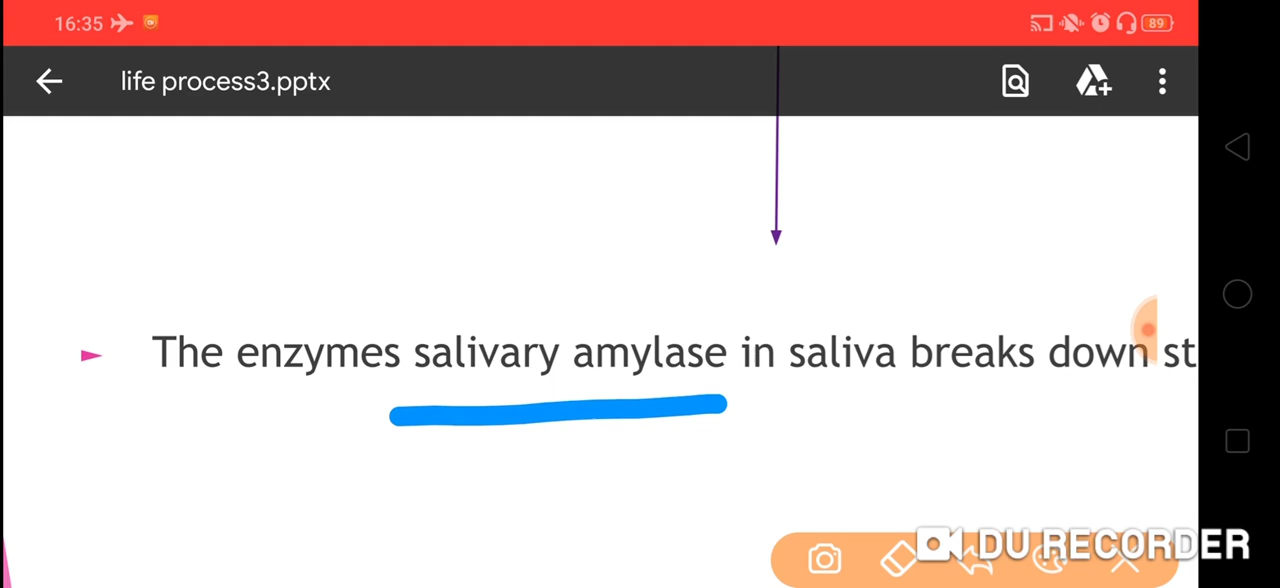 16:35
89
life process3.pptx
The enzymes salivary amylase in saliva breaks down st
DU RECORDER